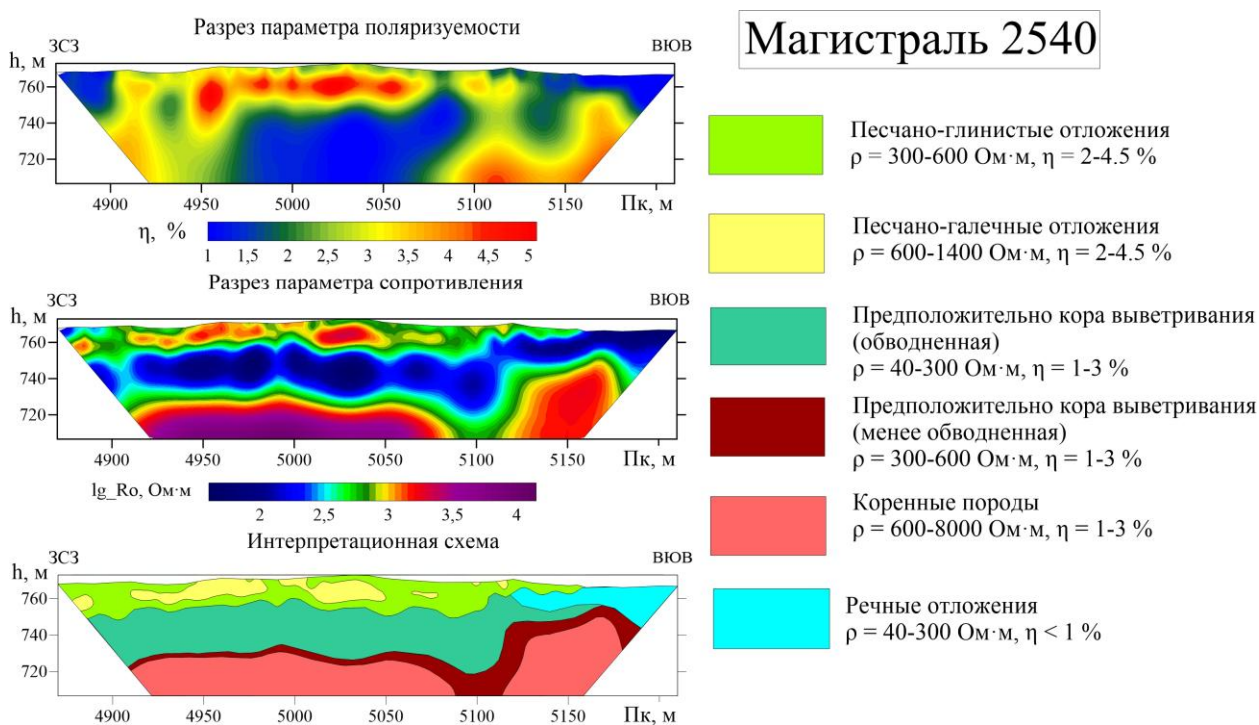 Разрез параметра поляризуемости
ЗСЗ
ВЮВ
h, м
760
740
720
4900
4950
5000
5050
5100
5150
Пк, м
η, %
1
1,5
2
2,5
3
3,5
4
4,5
5
Разрез параметра сопротивления
ЗСЗ
ВЮВ
h, м
760
740
720
4900
4950
5000
5050
5100
5150
Пк, м
lg_Ro, Ом·м
2
2,5
3
3,5
4
Интерпретационная схема
ЗСЗ
ВЮВ
h, м
760
740
720
4900
4950
5000
5050
5100
5150
Пк, м
Магистраль 2540
Песчано-глинистые отложения
ρ = 300-600 Ом·м, η = 2-4.5 %
Песчано-галечные отложения
ρ = 600-1400 Ом·м, η = 2-4.5 %
Предположительно кора выветривания
(обводненная)
ρ = 40-300 Ом·м, η = 1-3 %
Предположительно кора выветривания
(менее обводненная)
ρ = 300-600 Ом·м, η = 1-3 %
Коренные породы
ρ = 600-8000 Ом·м, η = 1-3 %
Речные отложения
ρ = 40-300 Ом·м, η < 1 %